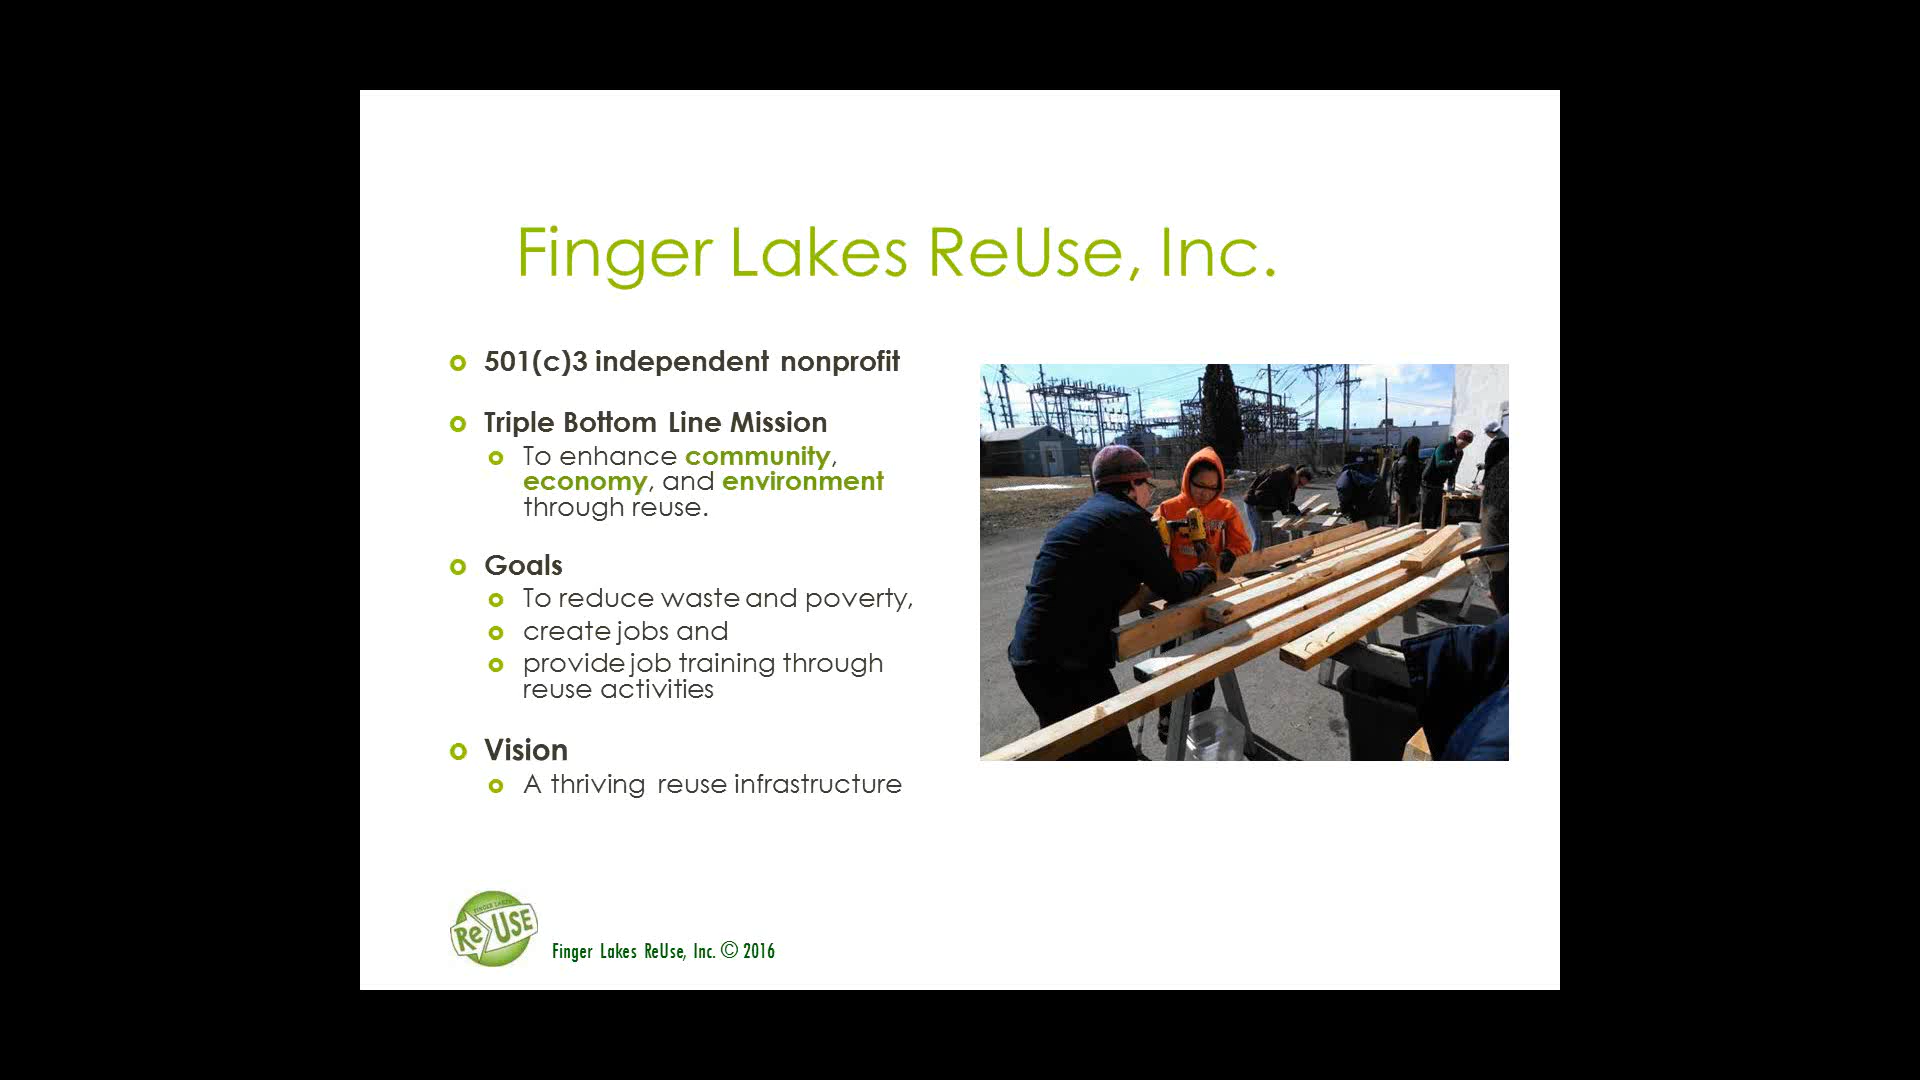 Finger Lakes ReUse, Inc.
501(c)3 independent nonprofit
Triple Bottom Line Mission
To enhance community,
economy, and environment
through reuse.
Goals
To reduce waste and poverty,
create jobs and
provide job training through
reuse activities
Vision
A thriving reuse infrastructure
FINGER LAKES
ReUSE
Finger Lakes ReUse, Inc. © 2016